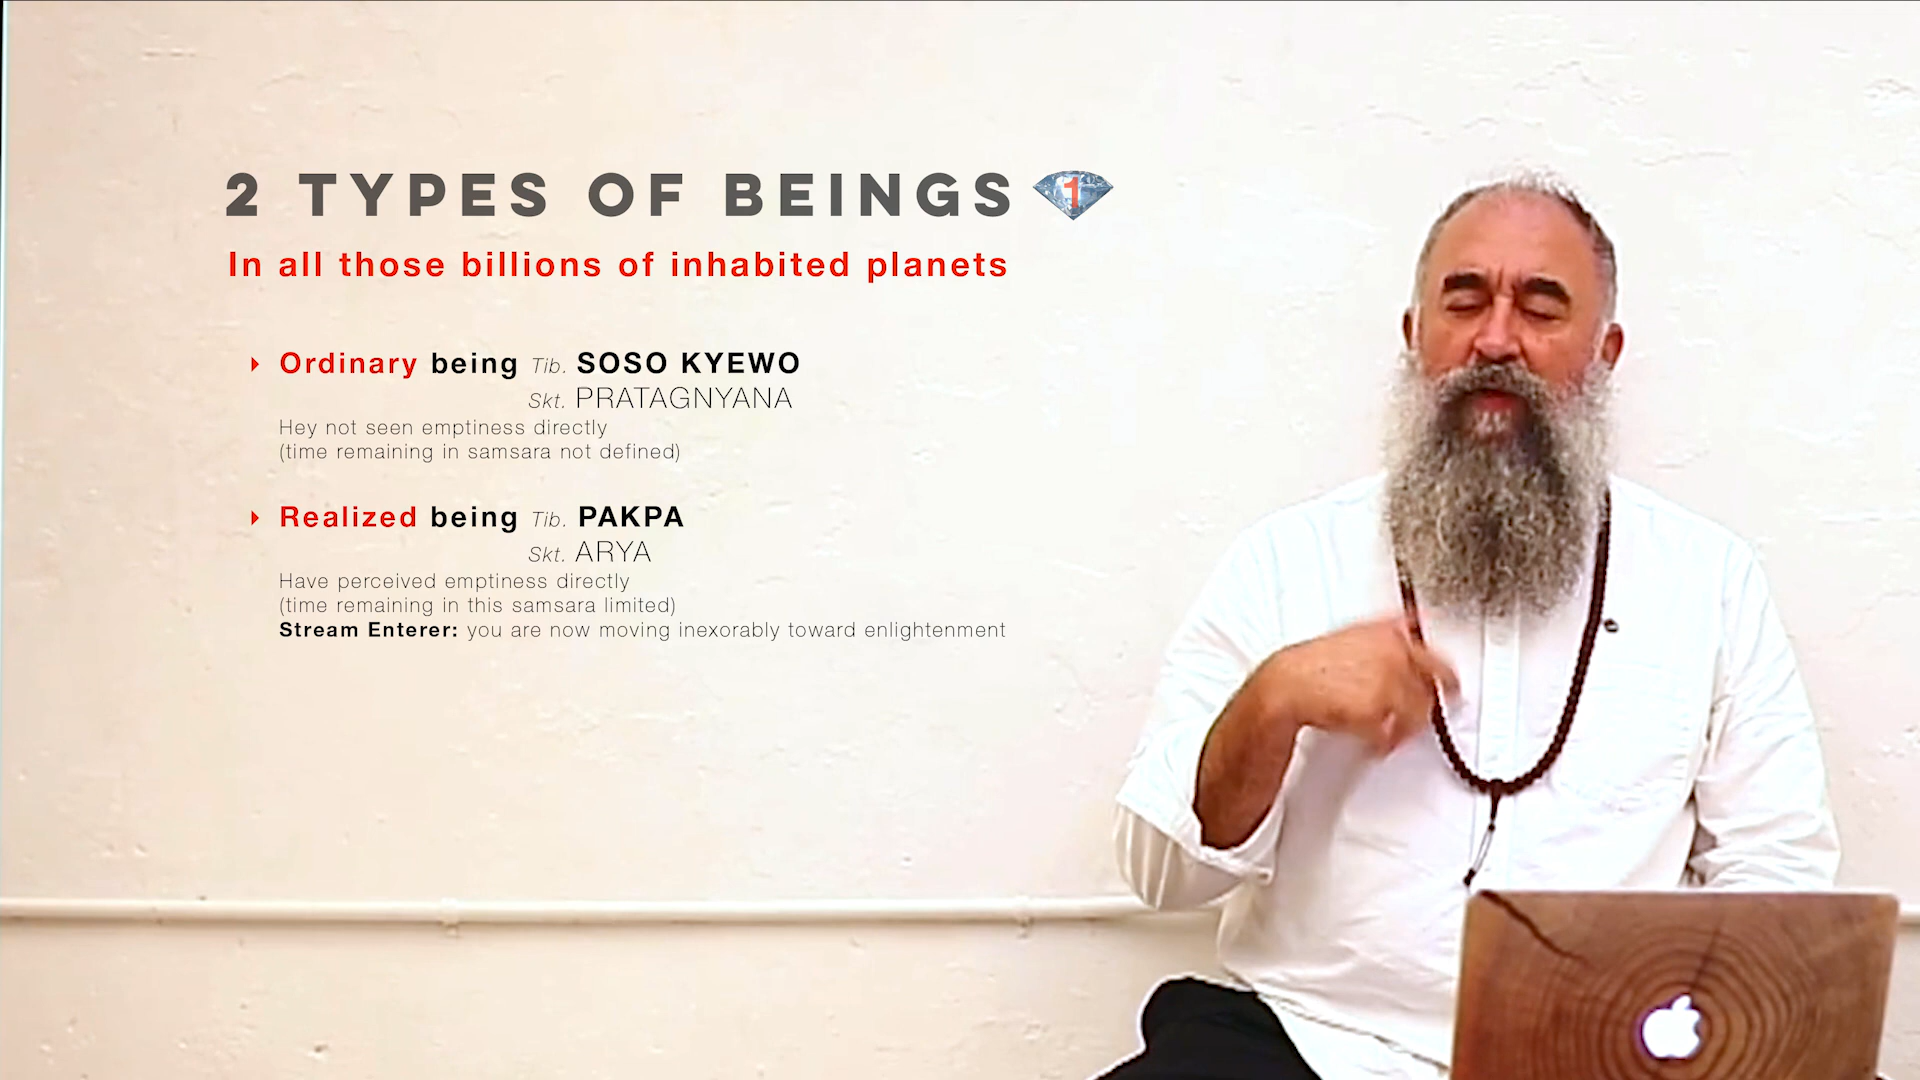 2 TYPES OF BEINGS 1
In all those billions of inhabited planets
Ordinary being Tib. SOSO KYEWO
Skt. PRATAGNYANA
Hey not seen emptiness directly
(time remaining in samsara not defined)
Realized being Tib. PAKPA
Skt. ARYA
Have perceived emptiness directly
(time remaining in this samsara limited)
Stream Enterer: you are now moving inexorably toward enlightenment